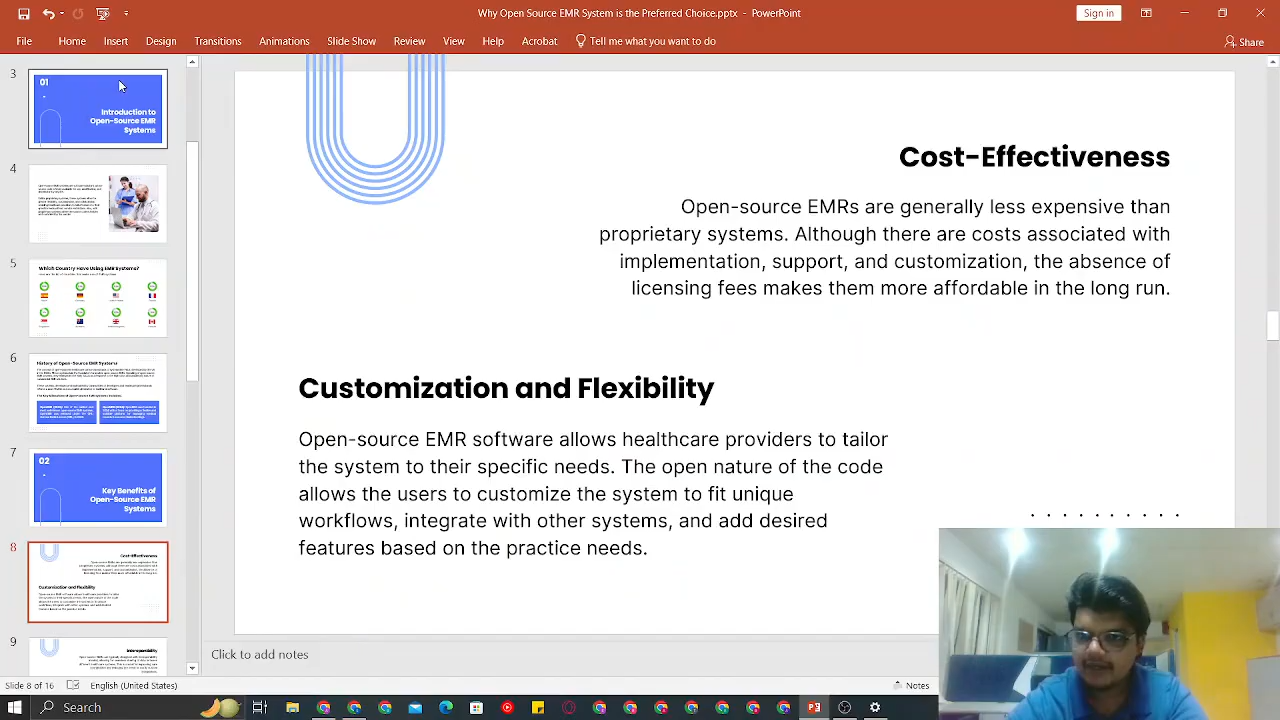 Why Open Source EMR System is the Preferred Choice.pptx - PowerPoint
Sign in
File Home Insert Design Transitions Animations Slide Show Review View Help Acrobat Tell me what you want to do Share
3
01
Introduction to
Open-Source EMR
Systems
4
Which Country Have Using EMR Systems?
6
History of Open-Source EMR Systems
7
02
Key Benefits of
Open-Source EMR
Systems
8
Cost-Effectiveness
Customization and Flexibility
9
Interoperability
Cost-Effectiveness
Open-source EMRs are generally less expensive than
proprietary systems. Although there are costs associated with
implementation, support, and customization, the absence of
licensing fees makes them more affordable in the long run.
Customization and Flexibility
Open-source EMR software allows healthcare providers to tailor
the system to their specific needs. The open nature of the code
allows the users to customize the system to fit unique
workflows, integrate with other systems, and add desired
features based on the practice needs.
Click to add notes
Slide 8 of 16 English (United States) Notes
Search